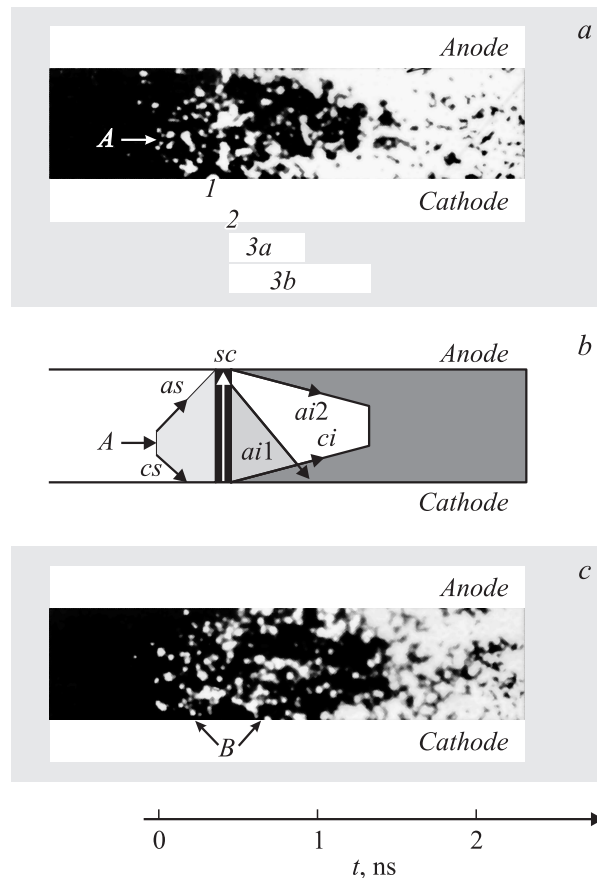 a
Anode
A
1
Cathode
2
3a
3b
b
sc
Anode
as
A
ai2
ci
ai1
cs
Cathode
c
Anode
B
Cathode
0 1 2
t, ns